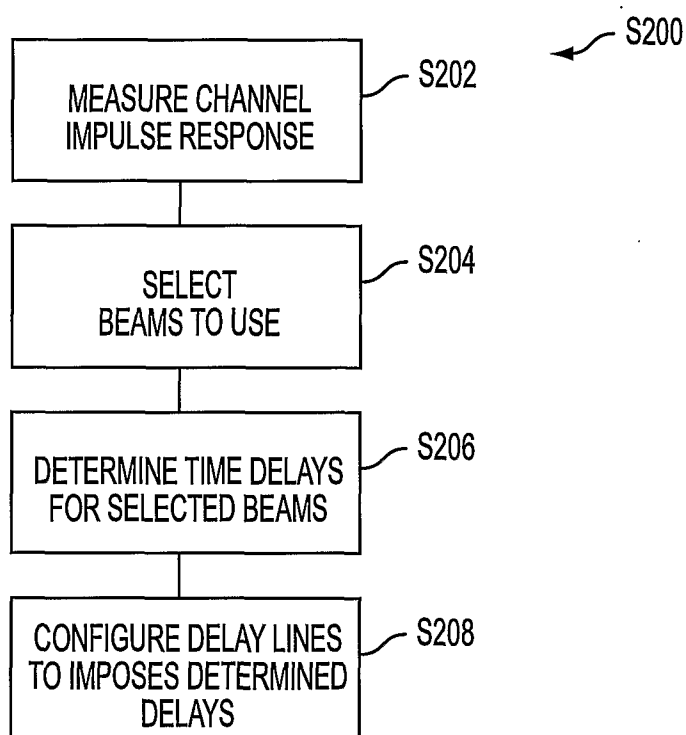 S200
MEASURE CHANNEL
IMPULSE RESPONSE
S202
SELECT
BEAMS TO USE
S204
DETERMINE TIME DELAYS
FOR SELECTED BEAMS
S206
CONFIGURE DELAY LINES
TO IMPOSES DETERMINED
DELAYS
S208